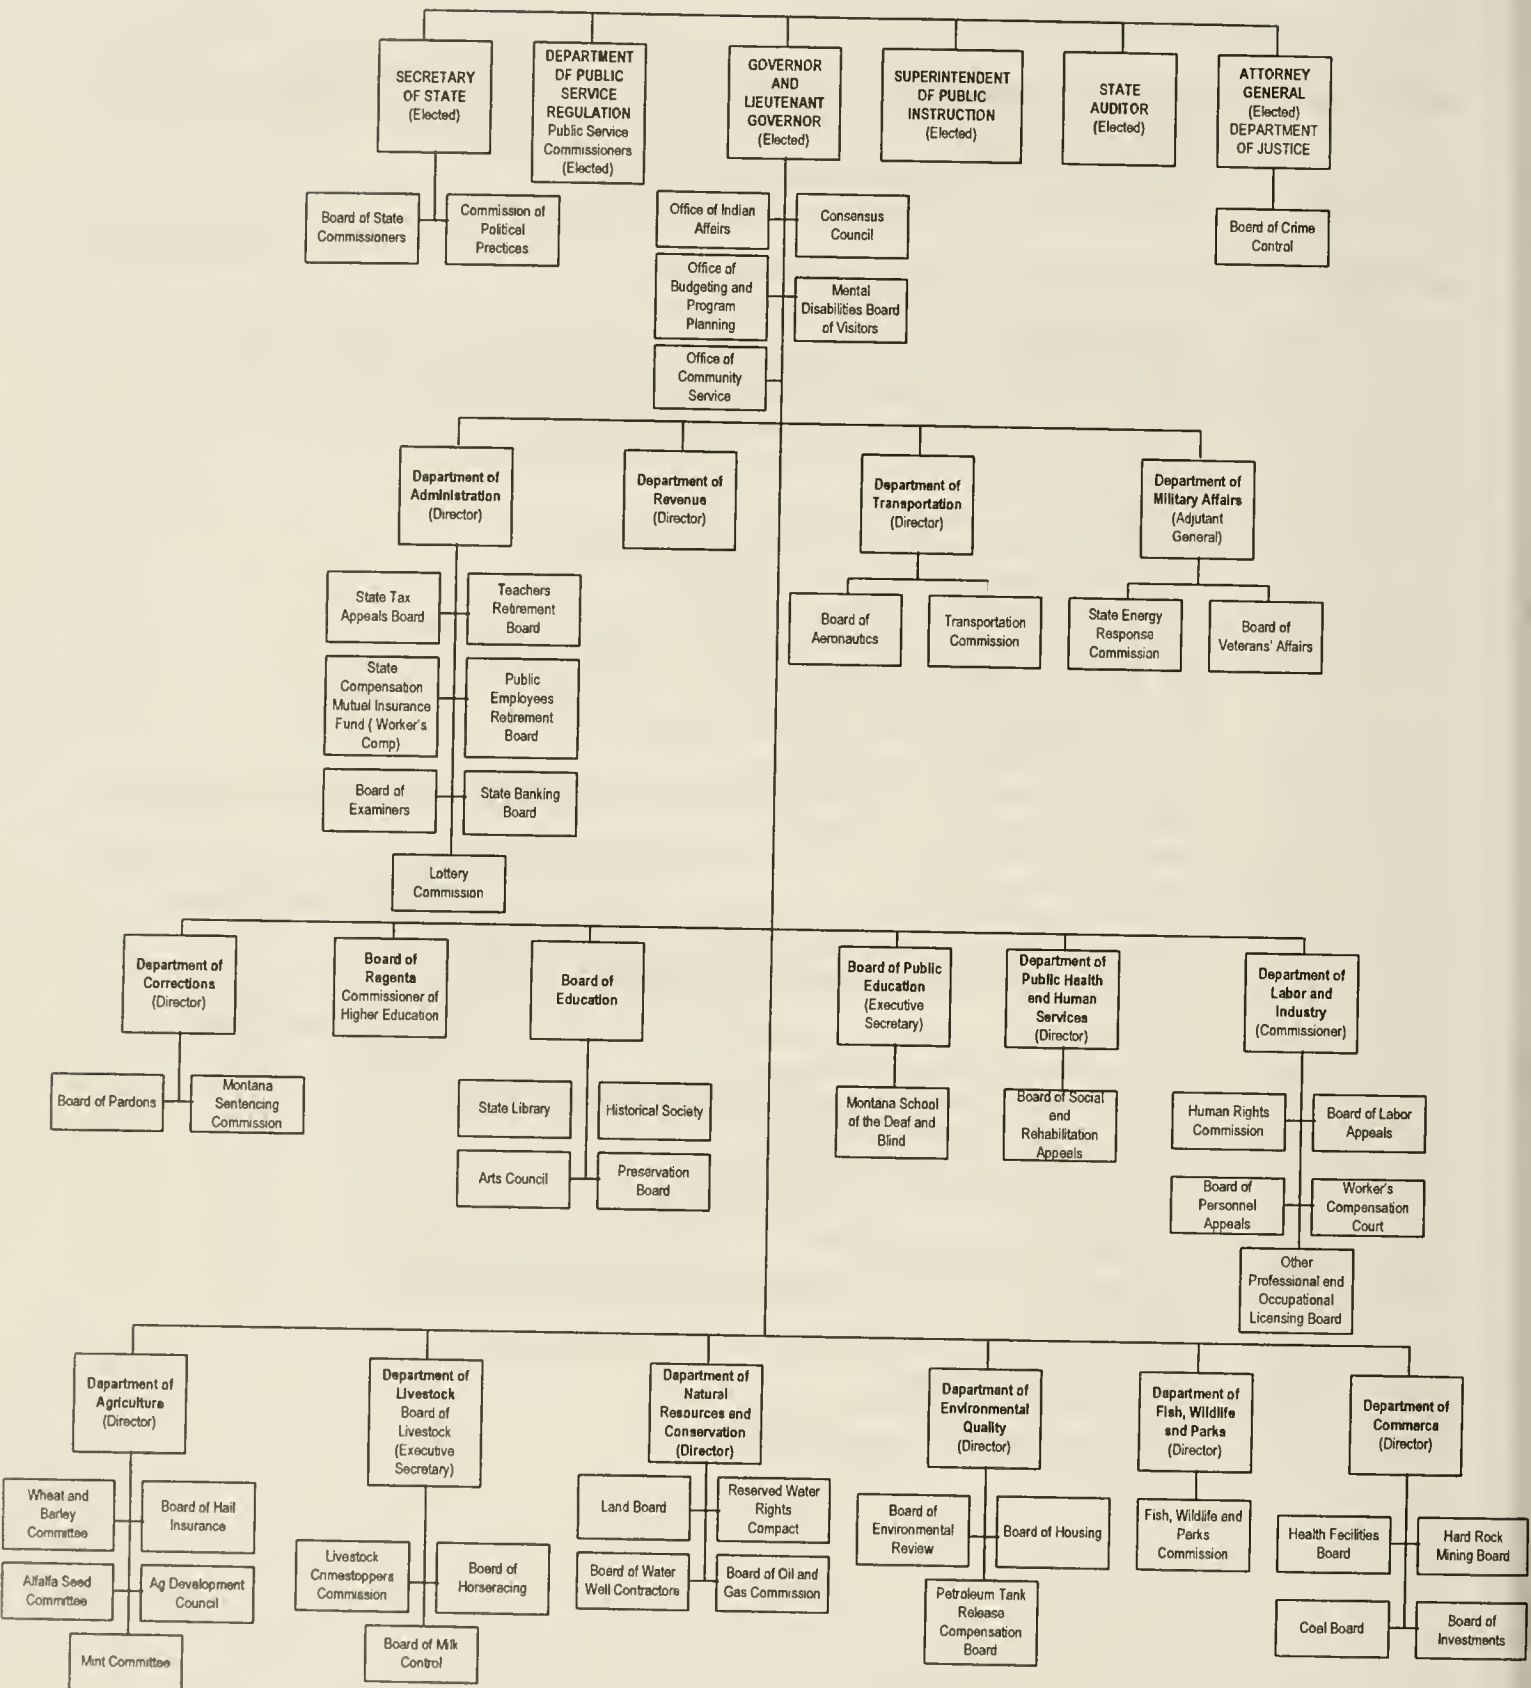 SECRETARY
OF STATE
(Elected)
DEPARTMENT
OF PUBLIC
SERVICE
REGULATION
Public Service
Commissioners
(Elected)
GOVERNOR
AND
LIEUTENANT
GOVERNOR
(Elected)
SUPERINTENDENT
OF PUBLIC
INSTRUCTION
(Elected)
STATE
AUDITOR
(Elected)
ATTORNEY
GENERAL
(Elected)
DEPARTMENT
OF JUSTICE
Board of State
Commissioners
Commission of
Political
Practices
Office of Indian
Affairs
Consensus
Council
Board of Crime
Control
Office of
Budgeting and
Program
Planning
Mental
Disabilities Board
of Visitors
Office of
Community
Service
Department of
Administration
(Director)
Department of
Revenue
(Director)
Department of
Transportation
(Director)
Department of
Military Affairs
(Adjutant
General)
State Tax
Appeals Board
Teachers
Retirement
Board
Board of
Aeronautics
Transportation
Commission
State Energy
Response
Commission
Board of
Veterans' Affairs
State
Compensation
Mutuel Insurance
Fund ( Worker's
Comp)
Public
Employees
Retirement
Board
Board of
Examiners
State Banking
Board
Lottery
Commission
Department of
Corrections
(Director)
Board of
Regents
Commissioner of
Higher Education
Board of
Education
Board of Public
Education
(Executive
Secretary)
Department of
Public Health
end Human
Services
(Director)
Department of
Labor and
Industry
(Commissioner)
Board of Pardons
Montana
Sentencing
Commission
State Library
Historical Society
Arts Council
Preservation
Board
Montana School
of the Deaf and
Blind
Board of Social
end
Rehabilitation
Appeals
Human Rights
Commission
Board of Labor
Appeals
Board of
Personnel
Appeals
Worker's
Compensation
Court
Other
Professional end
Occupational
Licensing Board
Department of
Agriculture
(Director)
Department of
Livestock
Board of
Livestock
(Executive
Secretary)
Department of
Natural
Resources end
Conservation
(Director)
Department of
Environmental
Quality
(Director)
Department of
Fish, Wildlife
and Parks
(Director)
Department of
Commerce
(Director)
Wheat and
Barley
Committee
Board of Hail
Insurance
Alfalfa Seed
Committee
Ag Development
Council
Mint Committee
Livestock
Crimestoppers
Commission
Board of
Horseracing
Board of Milk
Control
Land Board
Reserved Water
Rights
Compact
Board of Water
Well Contractors
Board of Oil and
Gas Commission
Board of
Environmental
Review
Board of Housing
Petroleum Tank
Release
Compensation
Board
Fish, Wildlife and
Parks
Commission
Health Facilities
Board
Hard Rock
Mining Board
Coal Board
Board of
Investments